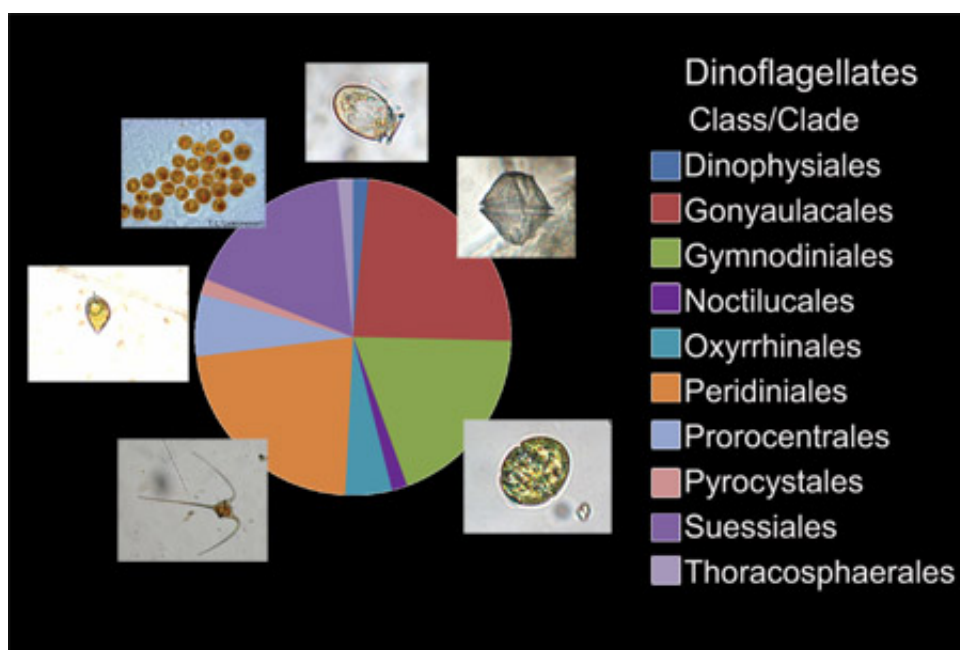 Dinoflagellates
Class/Clade
Dinophysiales
Gonyaulacales
Gymnodiniales
Noctilucales
Oxyrrhinales
Peridiniales
Prorocentrales
Pyrocystales
Suessiales
Thoracosphaerales